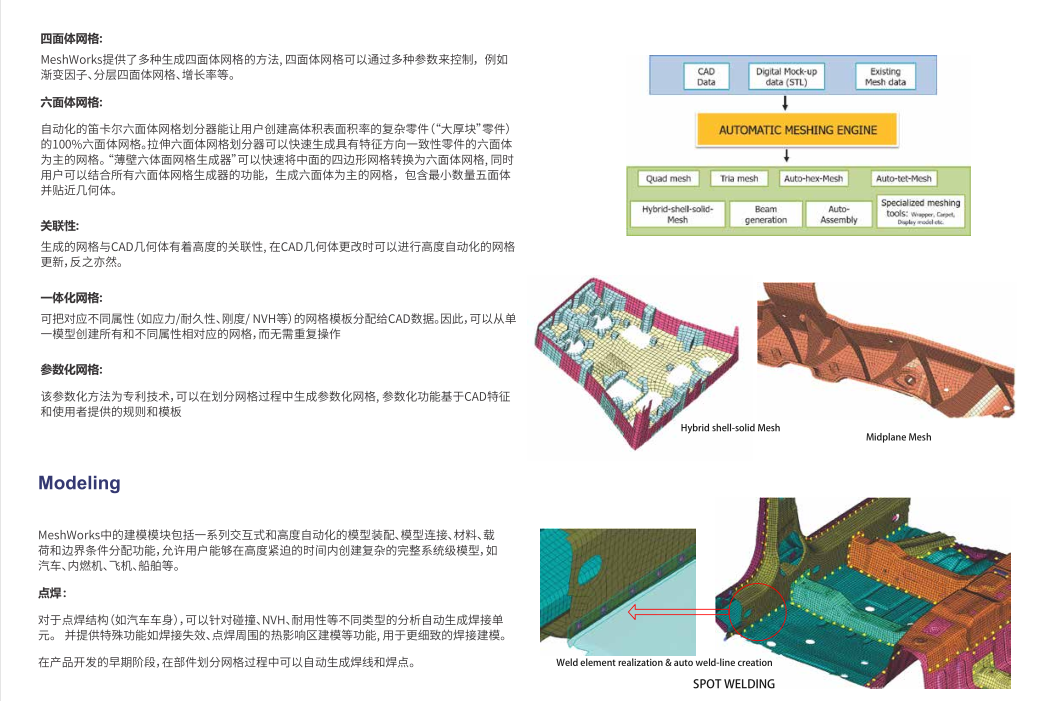 四面体网格:
MeshWorks提供了多种生成四面体网格的方法, 四面体网格可以通过多种参数来控制，例如
渐变因子、分层四面体网格、增长率等。
六面体网格:
自动化的笛卡尔六面体网格划分器能让用户创建高体积表面积率的复杂零件（“大厚块”零件）
的100%六面体网格。拉伸六面体网格划分器可以快速生成具有特征方向一致性零件的六面体
为主的网格。“薄壁六体面网格生成器”可以快速将中面的四边形网格转换为六面体网格, 同时
用户可以结合所有六面体网格生成器的功能，生成六面体为主的网格，包含最小数量五面体
并贴近几何体。
关联性:
生成的网格与CAD几何体有着高度的关联性, 在CAD几何体更改时可以进行高度自动化的网格
更新，反之亦然。
一体化网格:
可把对应不同属性（如应力/耐久性、刚度/ NVH等）的网格模板分配给CAD数据。因此，可以从单
一模型创建所有和不同属性相对应的网格，而无需重复操作
参数化网格:
该参数化方法为专利技术，可以在划分网格过程中生成参数化网格, 参数化功能基于CAD特征
和使用者提供的规则和模板
CAD
Data
Digital Mock-up
data (STL)
Existing
Mesh data
AUTOMATIC MESHING ENGINE
Quad mesh
Tria mesh
Auto-hex-Mesh
Auto-tet-Mesh
Hybrid-shell-solid-
Mesh
Beam
generation
Auto-
Assembly
Specialized meshing
tools: Wrapper, Carpet,
Display model etc.
Hybrid shell-solid Mesh
Midplane Mesh
Modeling
MeshWorks中的建模模块包括一系列交互式和高度自动化的模型装配、模型连接、材料、载
荷和边界条件分配功能，允许用户能够在高度紧迫的时间内创建复杂的完整系统级模型，如
汽车、内燃机、飞机、船舶等。
点焊:
对于点焊结构（如汽车车身），可以针对碰撞、NVH、耐用性等不同类型的分析自动生成焊接单
元。 并提供特殊功能如焊接失效、点焊周围的热影响区建模等功能, 用于更细致的焊接建模。
在产品开发的早期阶段，在部件划分网格过程中可以自动生成焊线和焊点。
Weld element realization & auto weld-line creation
SPOT WELDING